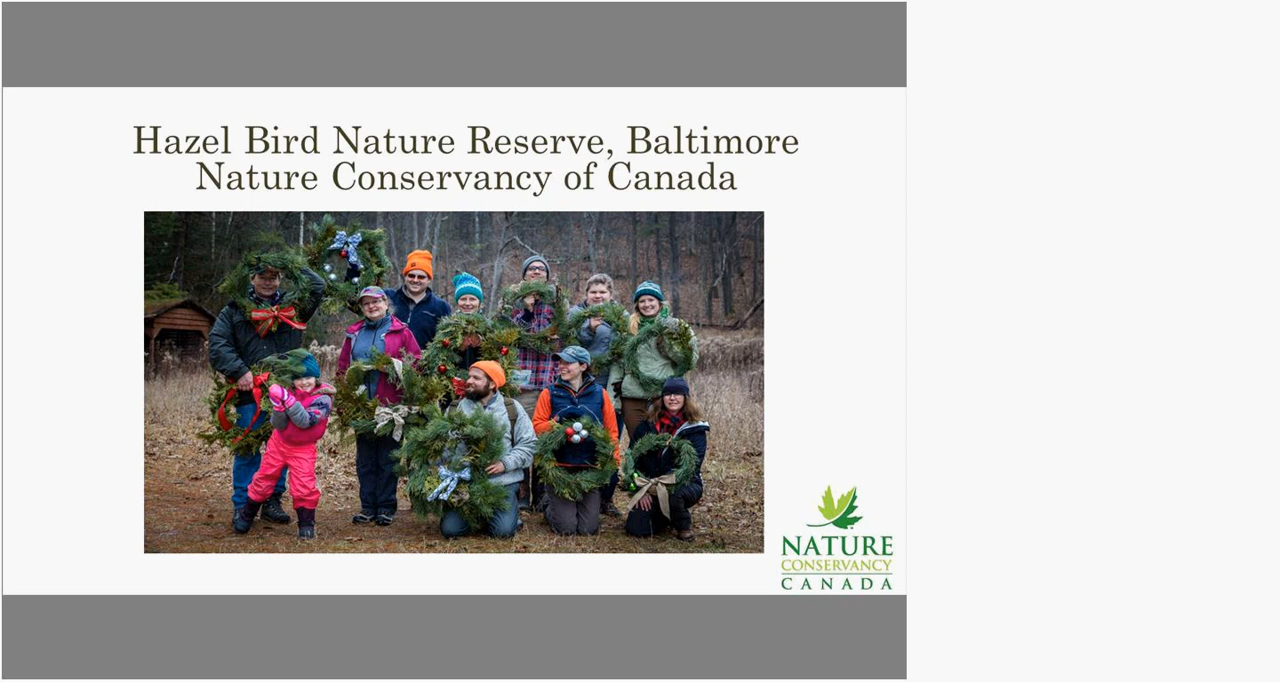 Hazel Bird Nature Reserve, Baltimore
Nature Conservancy of Canada
NATURE
CONSERVANCY
CANADA